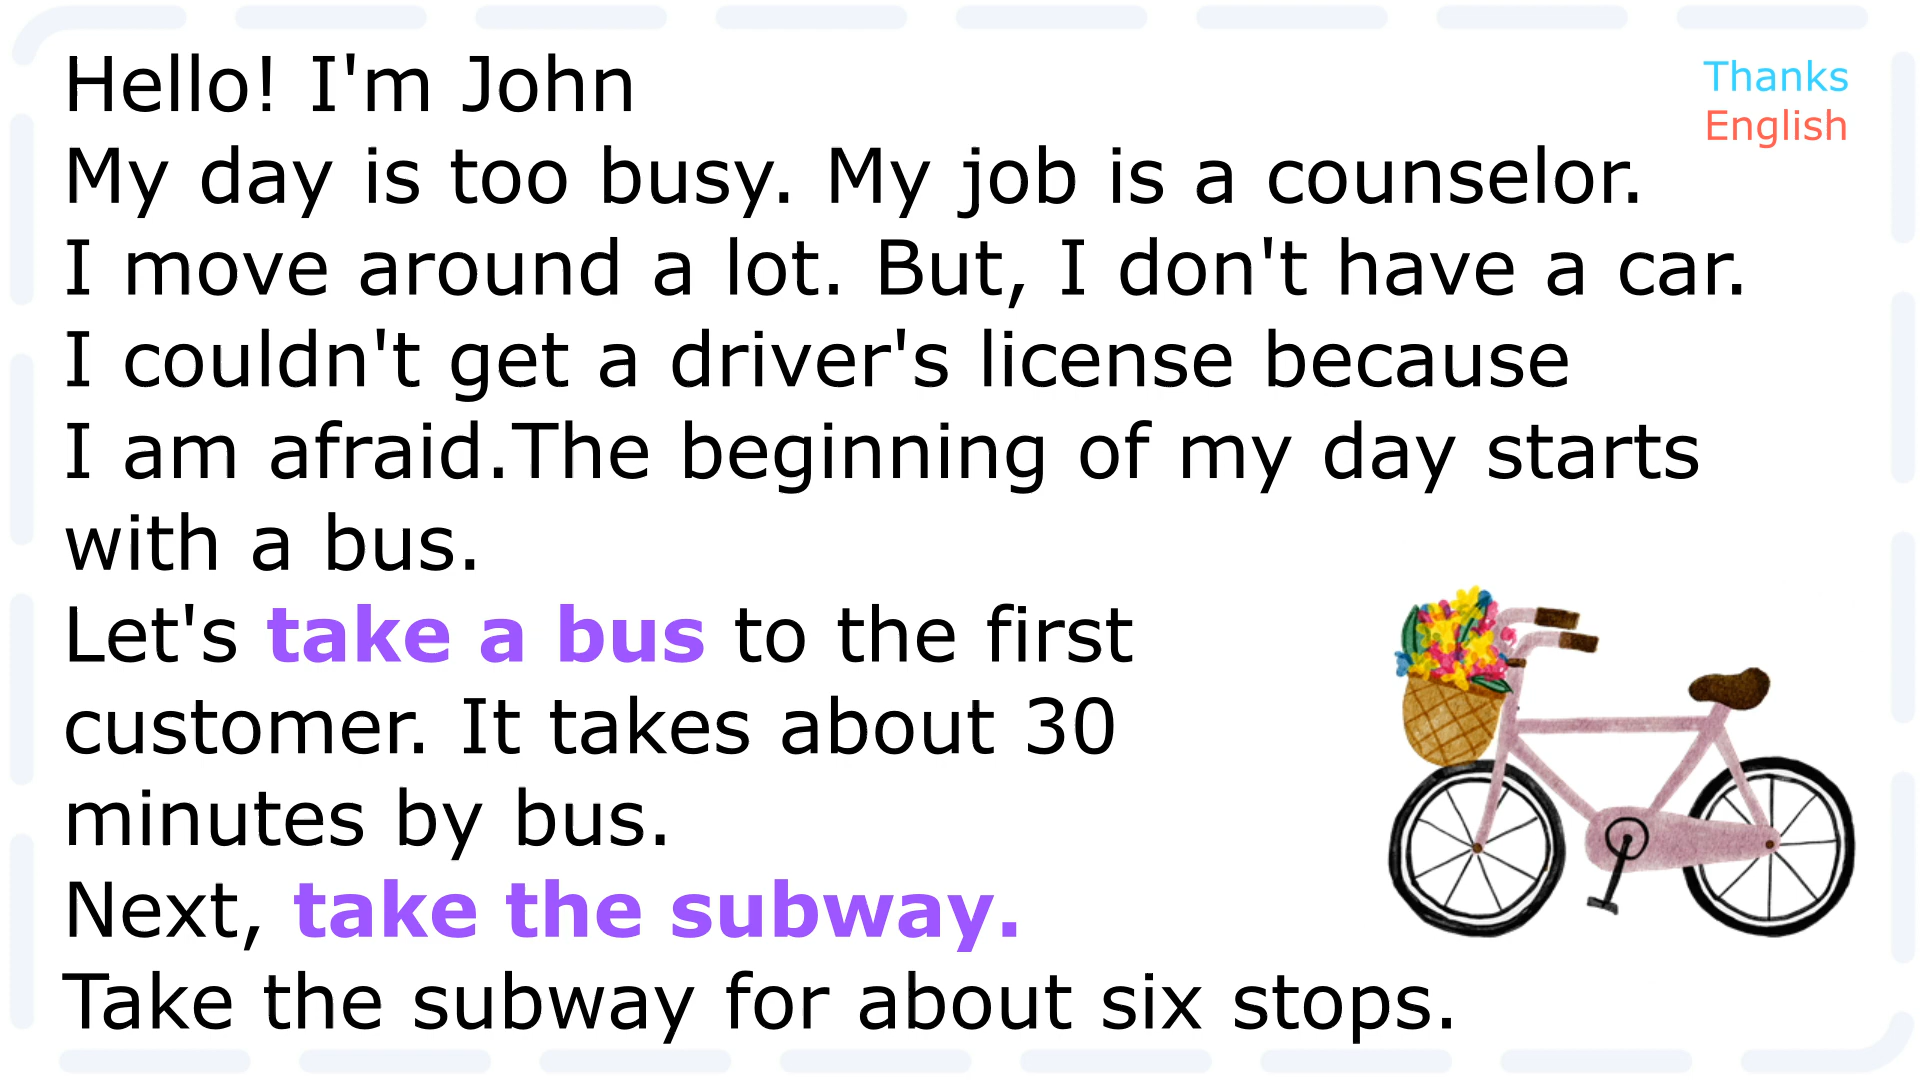 Hello! I'm John
Thanks
English
My day is too busy. My job is a counselor.
I move around a lot. But, I don't have a car.
I couldn't get a driver's license because
I am afraid.The beginning of my day starts
with a bus.
Let's take a bus to the first
customer. It takes about 30
minutes by bus.
Next, take the subway.
Take the subway for about six stops.